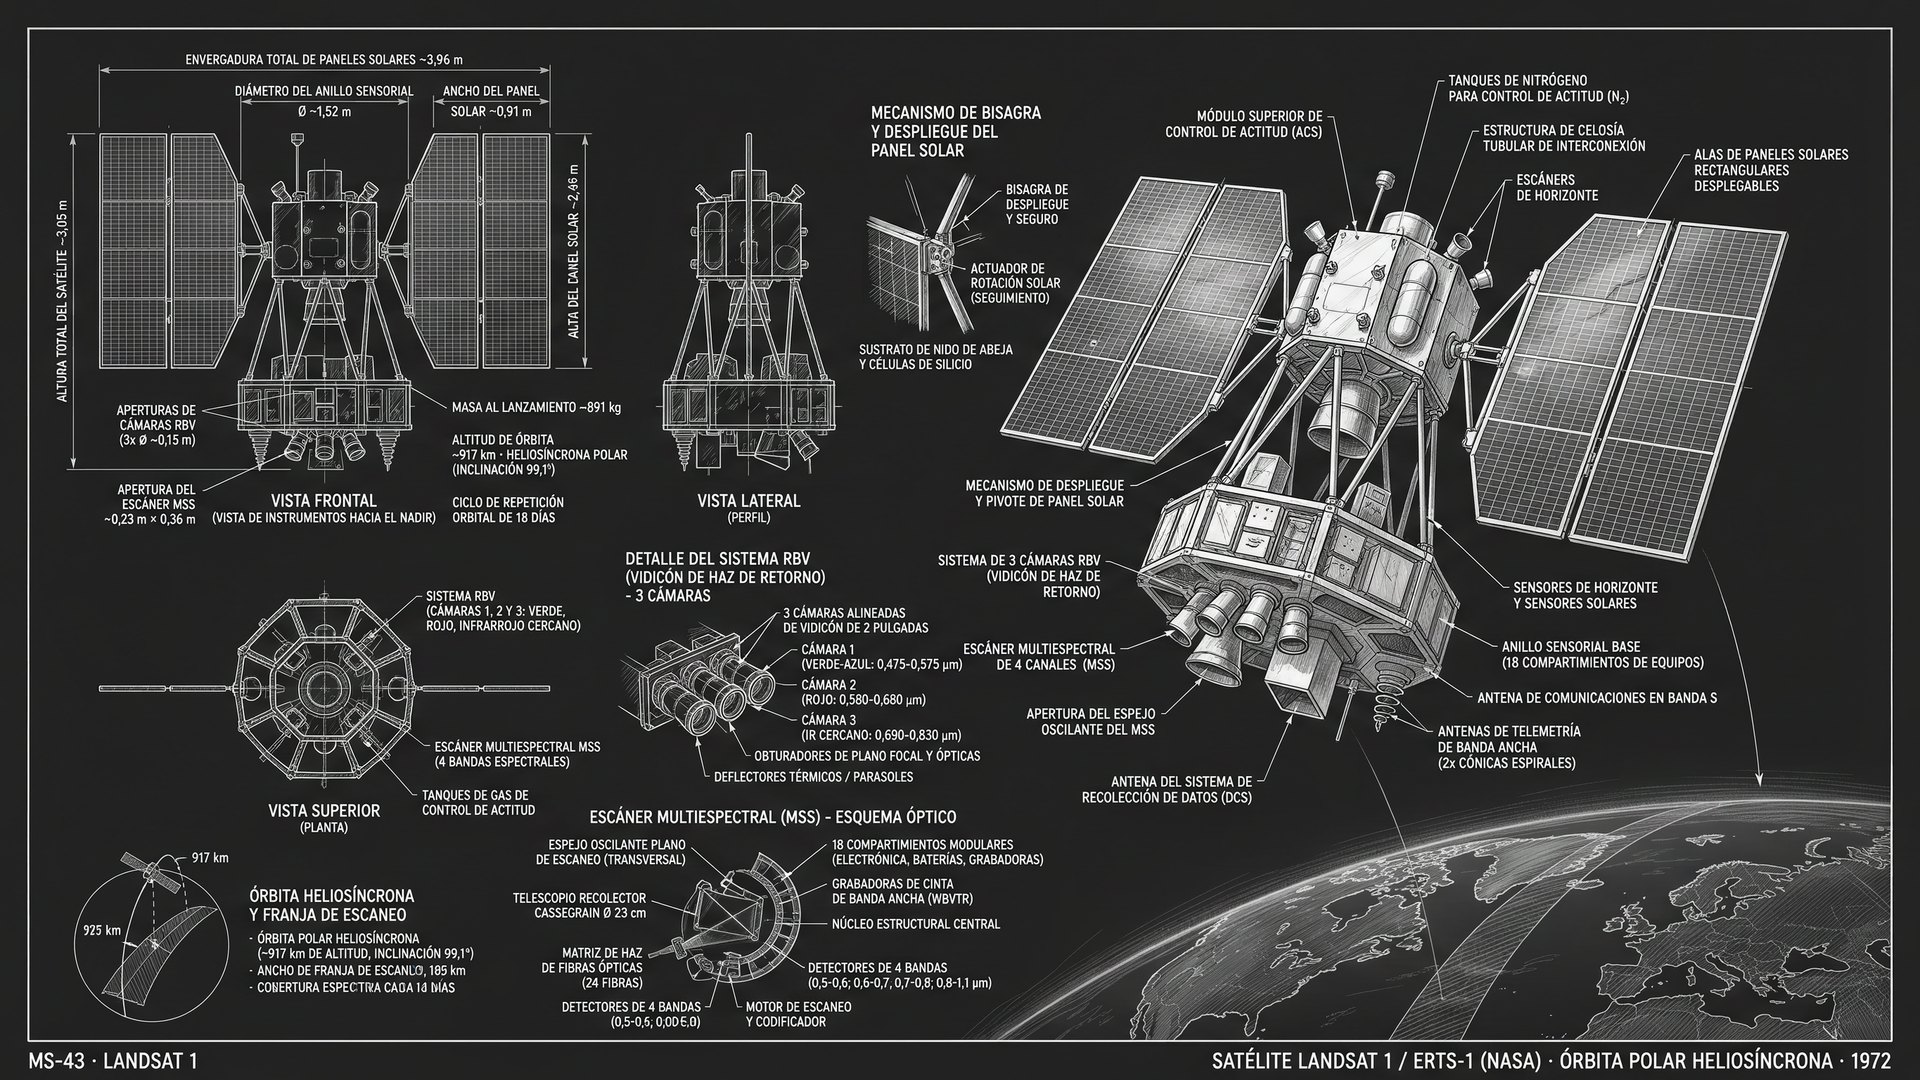 ENVERGADURA TOTAL DE PANELES SOLARES ~3,96 m
DIÁMETRO DEL ANILLO SENSORIAL
Ø ~1,52 m
ANCHO DEL PANEL
SOLAR ~0,91 m
ALTURA TOTAL DEL SATÉLITE ~3,05 m
ALTA DEL CANEL SOLAR ~2,46 m
APERTURAS DE
CÁMARAS RBV
(3x Ø ~0,15 m)
APERTURA DEL
ESCÁNER MSS
~0,23 m × 0,36 m
MASA AL LANZAMIENTO ~891 kg
ALTITUD DE ÓRBITA
~917 km · HELIOSÍNCRONA POLAR
(INCLINACIÓN 99,1°)
CICLO DE REPETICIÓN
ORBITAL DE 18 DÍAS
VISTA FRONTAL
(VISTA DE INSTRUMENTOS HACIA EL NADIR)
VISTA LATERAL
(PERFIL)
MECANISMO DE BISAGRA
Y DESPLIEGUE DEL
PANEL SOLAR
BISAGRA DE
DESPLIEGUE
Y SEGURO
ACTUADOR DE
ROTACIÓN SOLAR
(SEGUIMIENTO)
SUSTRATO DE NIDO DE ABEJA
Y CÉLULAS DE SILICIO
MÓDULO SUPERIOR DE
CONTROL DE ACTITUD (ACS)
TANQUES DE NITRÓGENO
PARA CONTROL DE ACTITUD (N₂)
ESTRUCTURA DE CELOSÍA
TUBULAR DE INTERCONEXIÓN
ESCÁNERS
DE HORIZONTE
ALAS DE PANELES SOLARES
RECTANGULARES
DESPLEGABLES
MECANISMO DE DESPLIEGUE
Y PIVOTE DE PANEL SOLAR
SISTEMA DE 3 CÁMARAS RBV
(VIDICÓN DE HAZ DE
RETORNO)
ESCÁNER MULTIESPECTRAL
DE 4 CANALES (MSS)
APERTURA DEL ESPEJO
OSCILANTE DEL MSS
ANTENA DEL SISTEMA DE
RECOLECCIÓN DE DATOS (DCS)
SENSORES DE HORIZONTE
Y SENSORES SOLARES
ANILLO SENSORIAL BASE
(18 COMPARTIMIENTOS DE EQUIPOS)
ANTENA DE COMUNICACIONES EN BANDA S
ANTENAS DE TELEMETRÍA
DE BANDA ANCHA
(2x CÓNICAS ESPIRALES)
SISTEMA RBV
(CÁMARAS 1, 2 Y 3: VERDE,
ROJO, INFRARROJO CERCANO)
ESCÁNER MULTIESPECTRAL MSS
(4 BANDAS ESPECTRALES)
TANQUES DE GAS DE
CONTROL DE ACTITUD
VISTA SUPERIOR
(PLANTA)
DETALLE DEL SISTEMA RBV
(VIDICÓN DE HAZ DE RETORNO)
- 3 CÁMARAS
3 CÁMARAS ALINEADAS
DE VIDICÓN DE 2 PULGADAS
CÁMARA 1
(VERDE-AZUL: 0,475-0,575 µm)
CÁMARA 2
(ROJO: 0,580-0,680 µm)
CÁMARA 3
(IR CERCANO: 0,690-0,830 µm)
OBTURADORES DE PLANO FOCAL Y ÓPTICAS
DEFLECTORES TÉRMICOS / PARASOLES
ESCÁNER MULTIESPECTRAL (MSS) - ESQUEMA ÓPTICO
ESPEJO OSCILANTE PLANO
DE ESCANEO (TRANSVERSAL)
TELESCOPIO RECOLECTOR
CASSEGRAIN Ø 23 cm
MATRIZ DE HAZ
DE FIBRAS ÓPTICAS
(24 FIBRAS)
DETECTORES DE 4 BANDAS
18 COMPARTIMIENTOS MODULARES
(ELECTRÓNICA, BATERÍAS, GRABADORAS)
GRABADORAS DE CINTA
DE BANDA ANCHA (WBVTR)
NÚCLEO ESTRUCTURAL CENTRAL
DETECTORES DE 4 BANDAS
(0,5-0,6; 0,6-0,7, 0,7-0,8; 0,8-1,1 µm)
MOTOR DE ESCANEO
Y CODIFICADOR
917 km
925 km
ÓRBITA HELIOSÍNCRONA
Y FRANJA DE ESCANEO
- ÓRBITA POLAR HELIOSÍNCRONA
(~917 km DE ALTITUD, INCLINACIÓN 99,1°)
- ANCHO DE FRANJA DE 185 km
MS-43 · LANDSAT 1
SATÉLITE LANDSAT 1 / ERTS-1 (NASA) · ÓRBITA POLAR HELIOSÍNCRONA · 1972